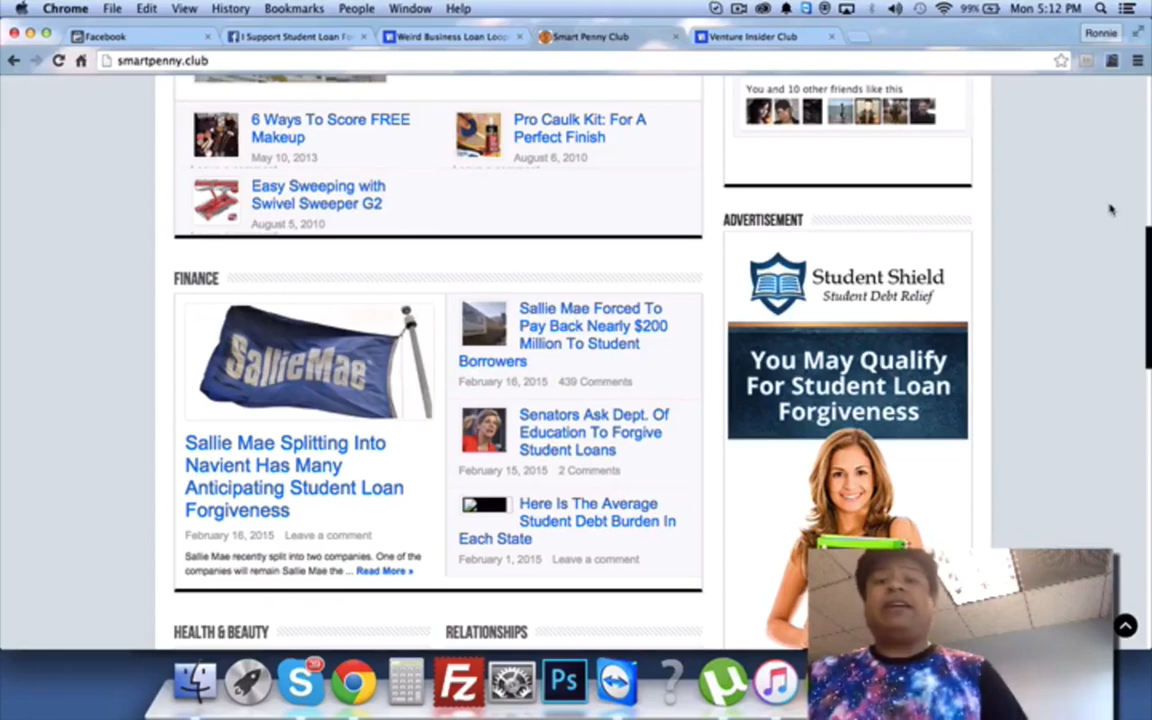 Chrome File Edit View History Bookmarks People Window Help
99% Mon 5:12 PM
Facebook
I Support Student Loan Fo
Weird Business Loan Loop
Smart Penny Club
Venture Insider Club
Ronnie
smartpenny.club
You and 10 other friends like this
6 Ways To Score FREE
Makeup
May 10, 2013
Pro Caulk Kit: For A
Perfect Finish
August 6, 2010
Easy Sweeping with
Swivel Sweeper G2
August 5, 2010
FINANCE
SallieMae
Sallie Mae Splitting Into
Navient Has Many
Anticipating Student Loan
Forgiveness
February 16, 2015 Leave a comment
Sallie Mae recently split into two companies. One of the
companies will remain Sallie Mae the ... Read More »
Sallie Mae Forced To
Pay Back Nearly $200
Million To Student
Borrowers
February 16, 2015 439 Comments
Senators Ask Dept. Of
Education To Forgive
Student Loans
February 15, 2015 2 Comments
Here Is The Average
Student Debt Burden In
Each State
February 1, 2015 Leave a comment
ADVERTISEMENT
Student Shield
Student Debt Relief
You May Qualify
For Student Loan
Forgiveness
HEALTH & BEAUTY
RELATIONSHIPS
39
Fz
Ps